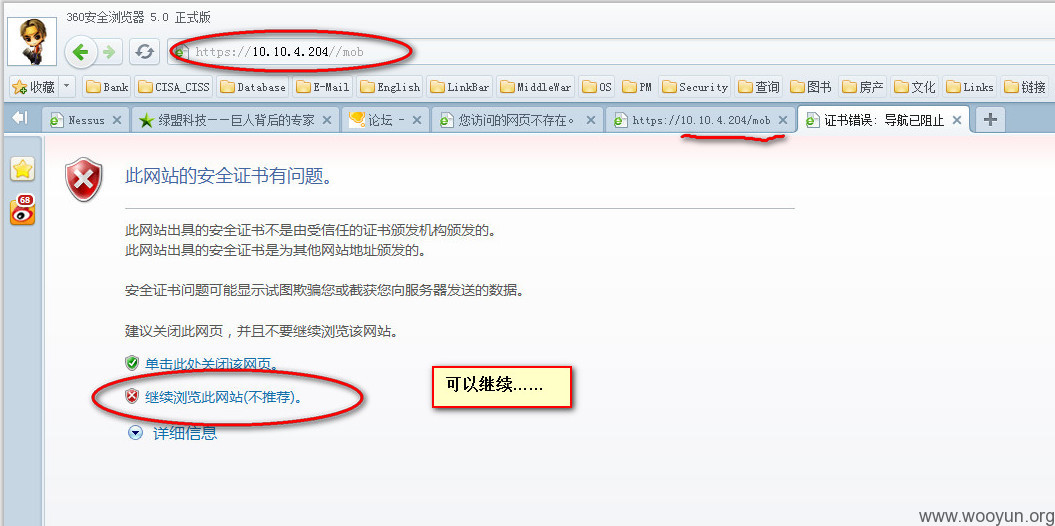 360安全浏览器 5.0 正式版
https://10.10.4.204//mob
收藏 Bank CISA_CISS Database E-Mail English LinkBar MiddleWar OS PM Security 查询 图书 房产 文化 Links 链接
Nessus 绿盟科技——巨人背后的专家 论坛 - 您访问的网页不存在。 https://10.10.4.204/mob 证书错误: 导航已阻止
此网站的安全证书有问题。
68
此网站出具的安全证书不是由受信任的证书颁发机构颁发的。
此网站出具的安全证书是为其他网站地址颁发的。
安全证书问题可能显示试图欺骗您或截获您向服务器发送的数据。
建议关闭此网页，并且不要继续浏览该网站。
单击此处关闭该网页。
继续浏览此网站(不推荐)。
可以继续……
详细信息
www.wooyun.org